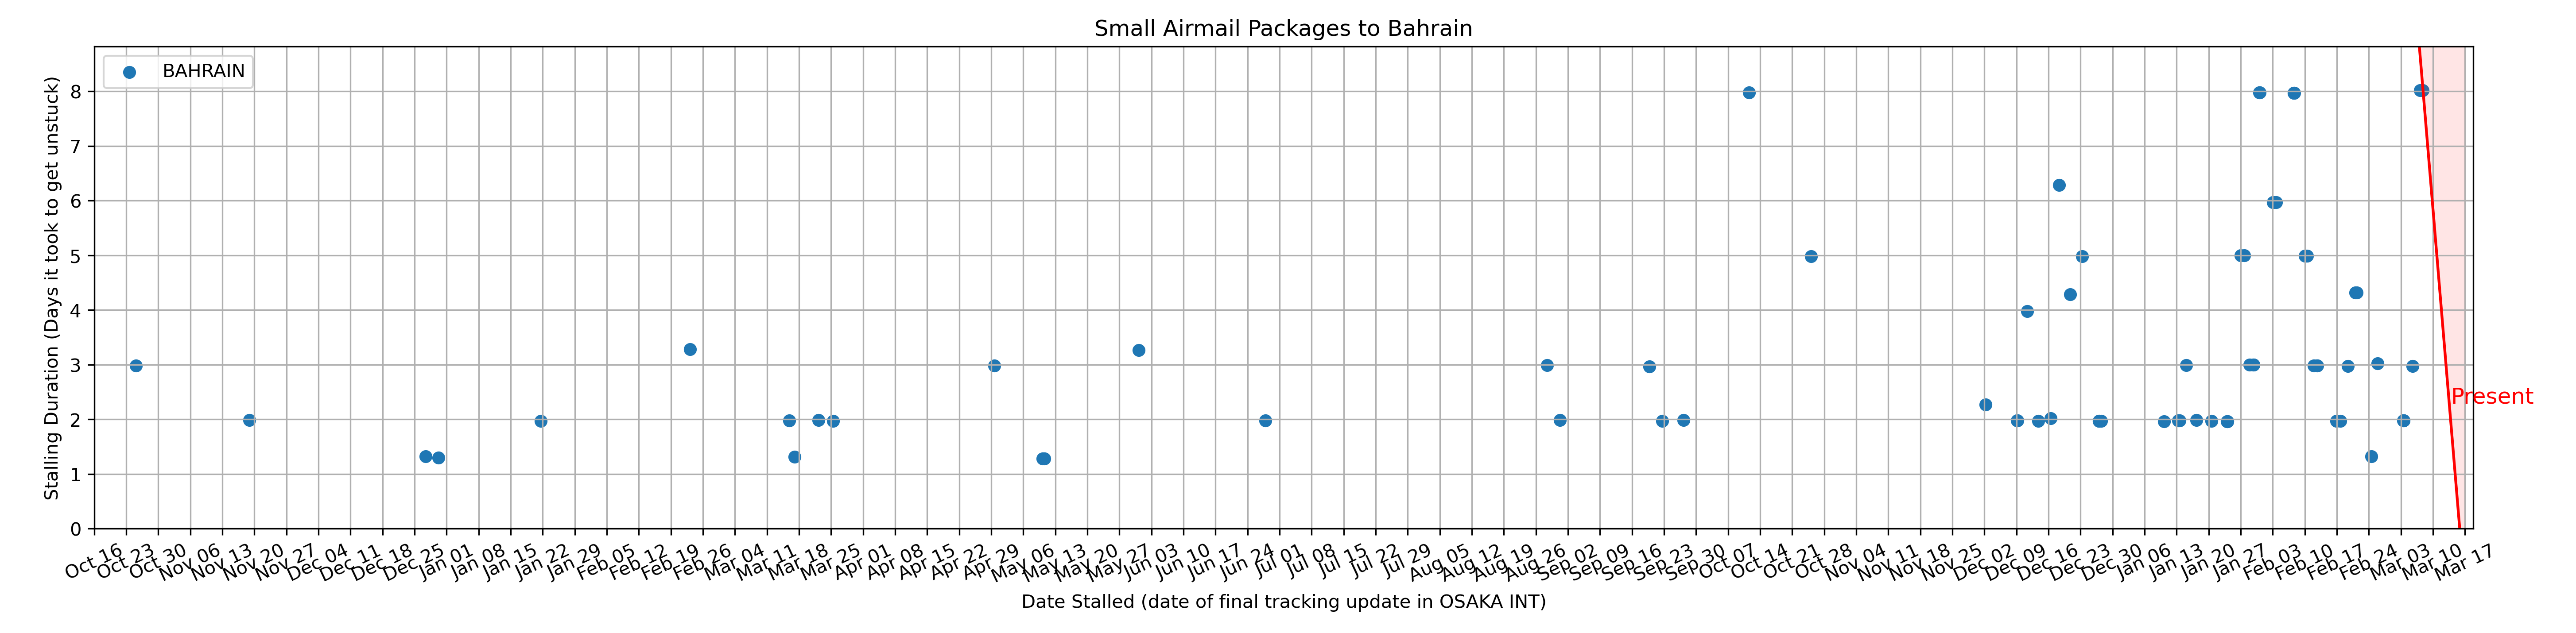 Small Airmail Packages to Bahrain
BAHRAIN
Stalling Duration (Days it took to get unstuck)
8
7
6
5
4
3
2
1
0
Present
Oct 16
Oct 23
Oct 30
Nov 06
Nov 13
Nov 20
Nov 27
Dec 04
Dec 11
Dec 18
Dec 25
Jan 01
Jan 08
Jan 15
Jan 22
Jan 29
Feb 05
Feb 12
Feb 19
Feb 26
Mar 04
Mar 11
Mar 18
Mar 25
Apr 01
Apr 08
Apr 15
Apr 22
Apr 29
May 06
May 13
May 20
May 27
Jun 03
Jun 10
Jun 17
Jun 24
Jul 01
Jul 08
Jul 15
Jul 22
Jul 29
Aug 05
Aug 12
Aug 19
Aug 26
Sep 02
Sep 09
Sep 16
Sep 23
Sep 30
Oct 07
Oct 14
Oct 21
Oct 28
Nov 04
Nov 11
Nov 18
Nov 25
Dec 02
Dec 09
Dec 16
Dec 23
Dec 30
Jan 06
Jan 13
Jan 20
Jan 27
Feb 03
Feb 10
Feb 17
Feb 24
Mar 03
Mar 10
Mar 17
Date Stalled (date of final tracking update in OSAKA INT)